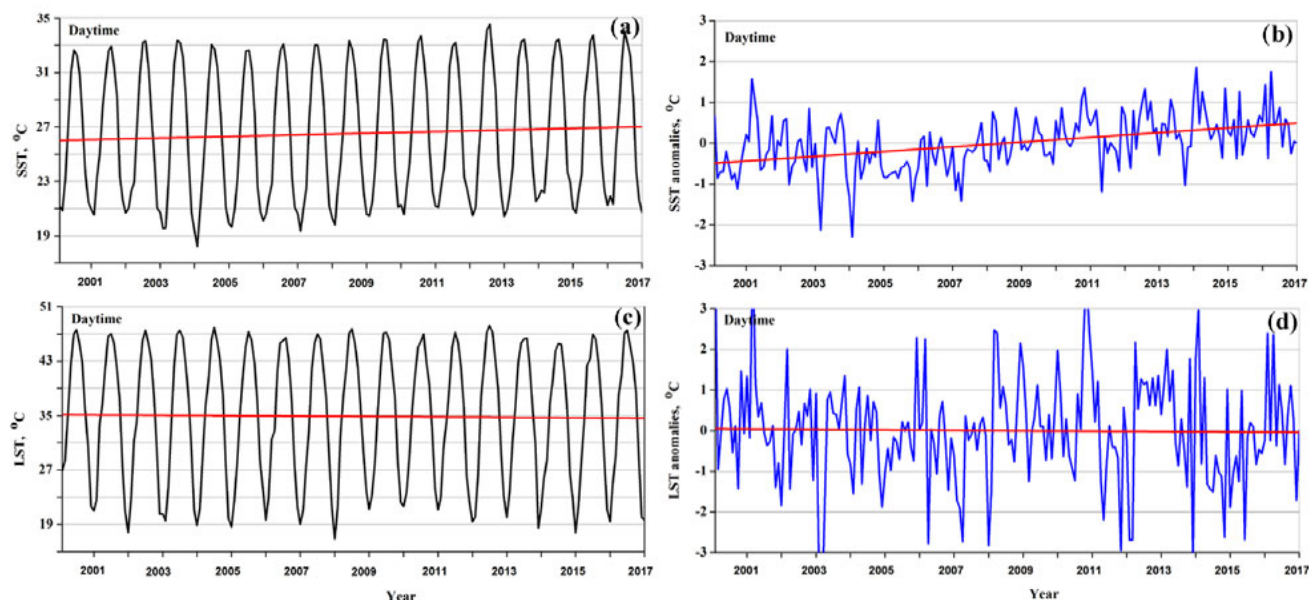 Daytime
(a)
35
31
27
23
19
SST, °C
2001 2003 2005 2007 2009 2011 2013 2015 2017
Daytime
(b)
3
2
1
0
-1
-2
-3
SST anomalies, °C
2001 2003 2005 2007 2009 2011 2013 2015 2017
Daytime
(c)
51
43
35
27
19
LST, °C
2001 2003 2005 2007 2009 2011 2013 2015 2017
Year
Daytime
(d)
3
2
1
0
-1
-2
-3
LST anomalies, °C
2001 2003 2005 2007 2009 2011 2013 2015 2017
Year